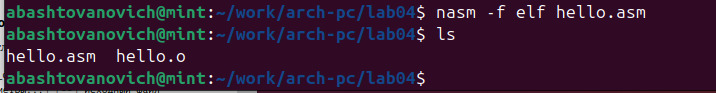 abashtovanovich@mint:~/work/arch-pc/lab04$ nasm -f elf hello.asm
abashtovanovich@mint:~/work/arch-pc/lab04$ ls
hello.asm  hello.o
abashtovanovich@mint:~/work/arch-pc/lab04$